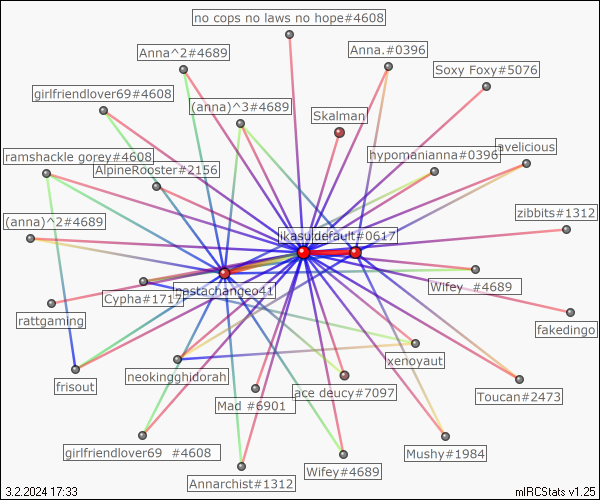 no cops no laws no hope#4608
Anna^2#4689
Anna.#0396
Soxy Foxy#5076
girlfriendlover69#4608
(anna)^3#4689
Skalman
ramshackle gorey#4608
hypomanianna#0396
avelicious
AlpineRooster#2156
(anna)^2#4689
zibbits#1312
default#0617
pastachangeo41
Wifey #4689
Cypha#1717
rattgaming
fakedingo
xenoyaut
frisout
neokingghidorah
Mad #6901
ace deucy#7097
Toucan#2473
girlfriendlover69 #4608
Mushy#1984
Wifey#4689
Annarchist#1312
3.2.2024 17:33
mIRCStats v1.25